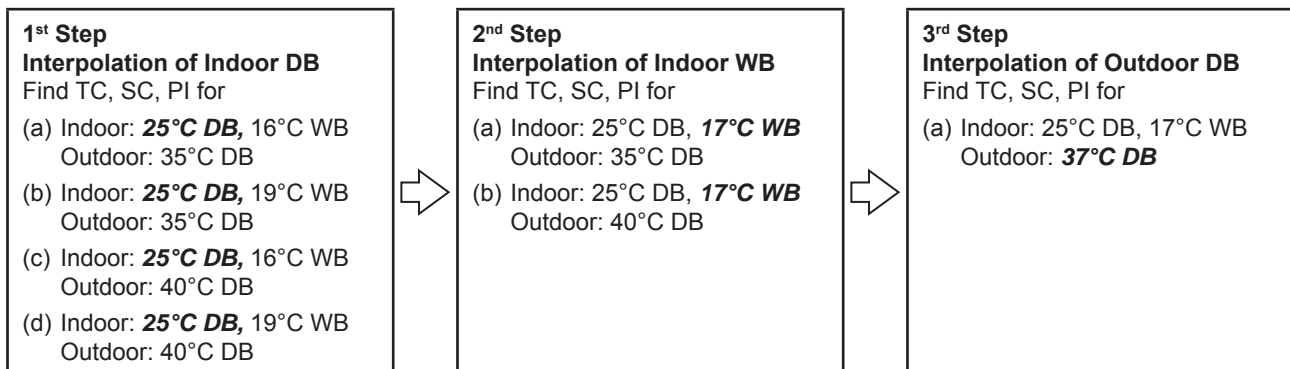 1st Step
Interpolation of Indoor DB
Find TC, SC, PI for
(a) Indoor: 25°C DB, 16°C WB
Outdoor: 35°C DB
(b) Indoor: 25°C DB, 19°C WB
Outdoor: 35°C DB
(c) Indoor: 25°C DB, 16°C WB
Outdoor: 40°C DB
(d) Indoor: 25°C DB, 19°C WB
Outdoor: 40°C DB
2nd Step
Interpolation of Indoor WB
Find TC, SC, PI for
(a) Indoor: 25°C DB, 17°C WB
Outdoor: 35°C DB
(b) Indoor: 25°C DB, 17°C WB
Outdoor: 40°C DB
3rd Step
Interpolation of Outdoor DB
Find TC, SC, PI for
(a) Indoor: 25°C DB, 17°C WB
Outdoor: 37°C DB